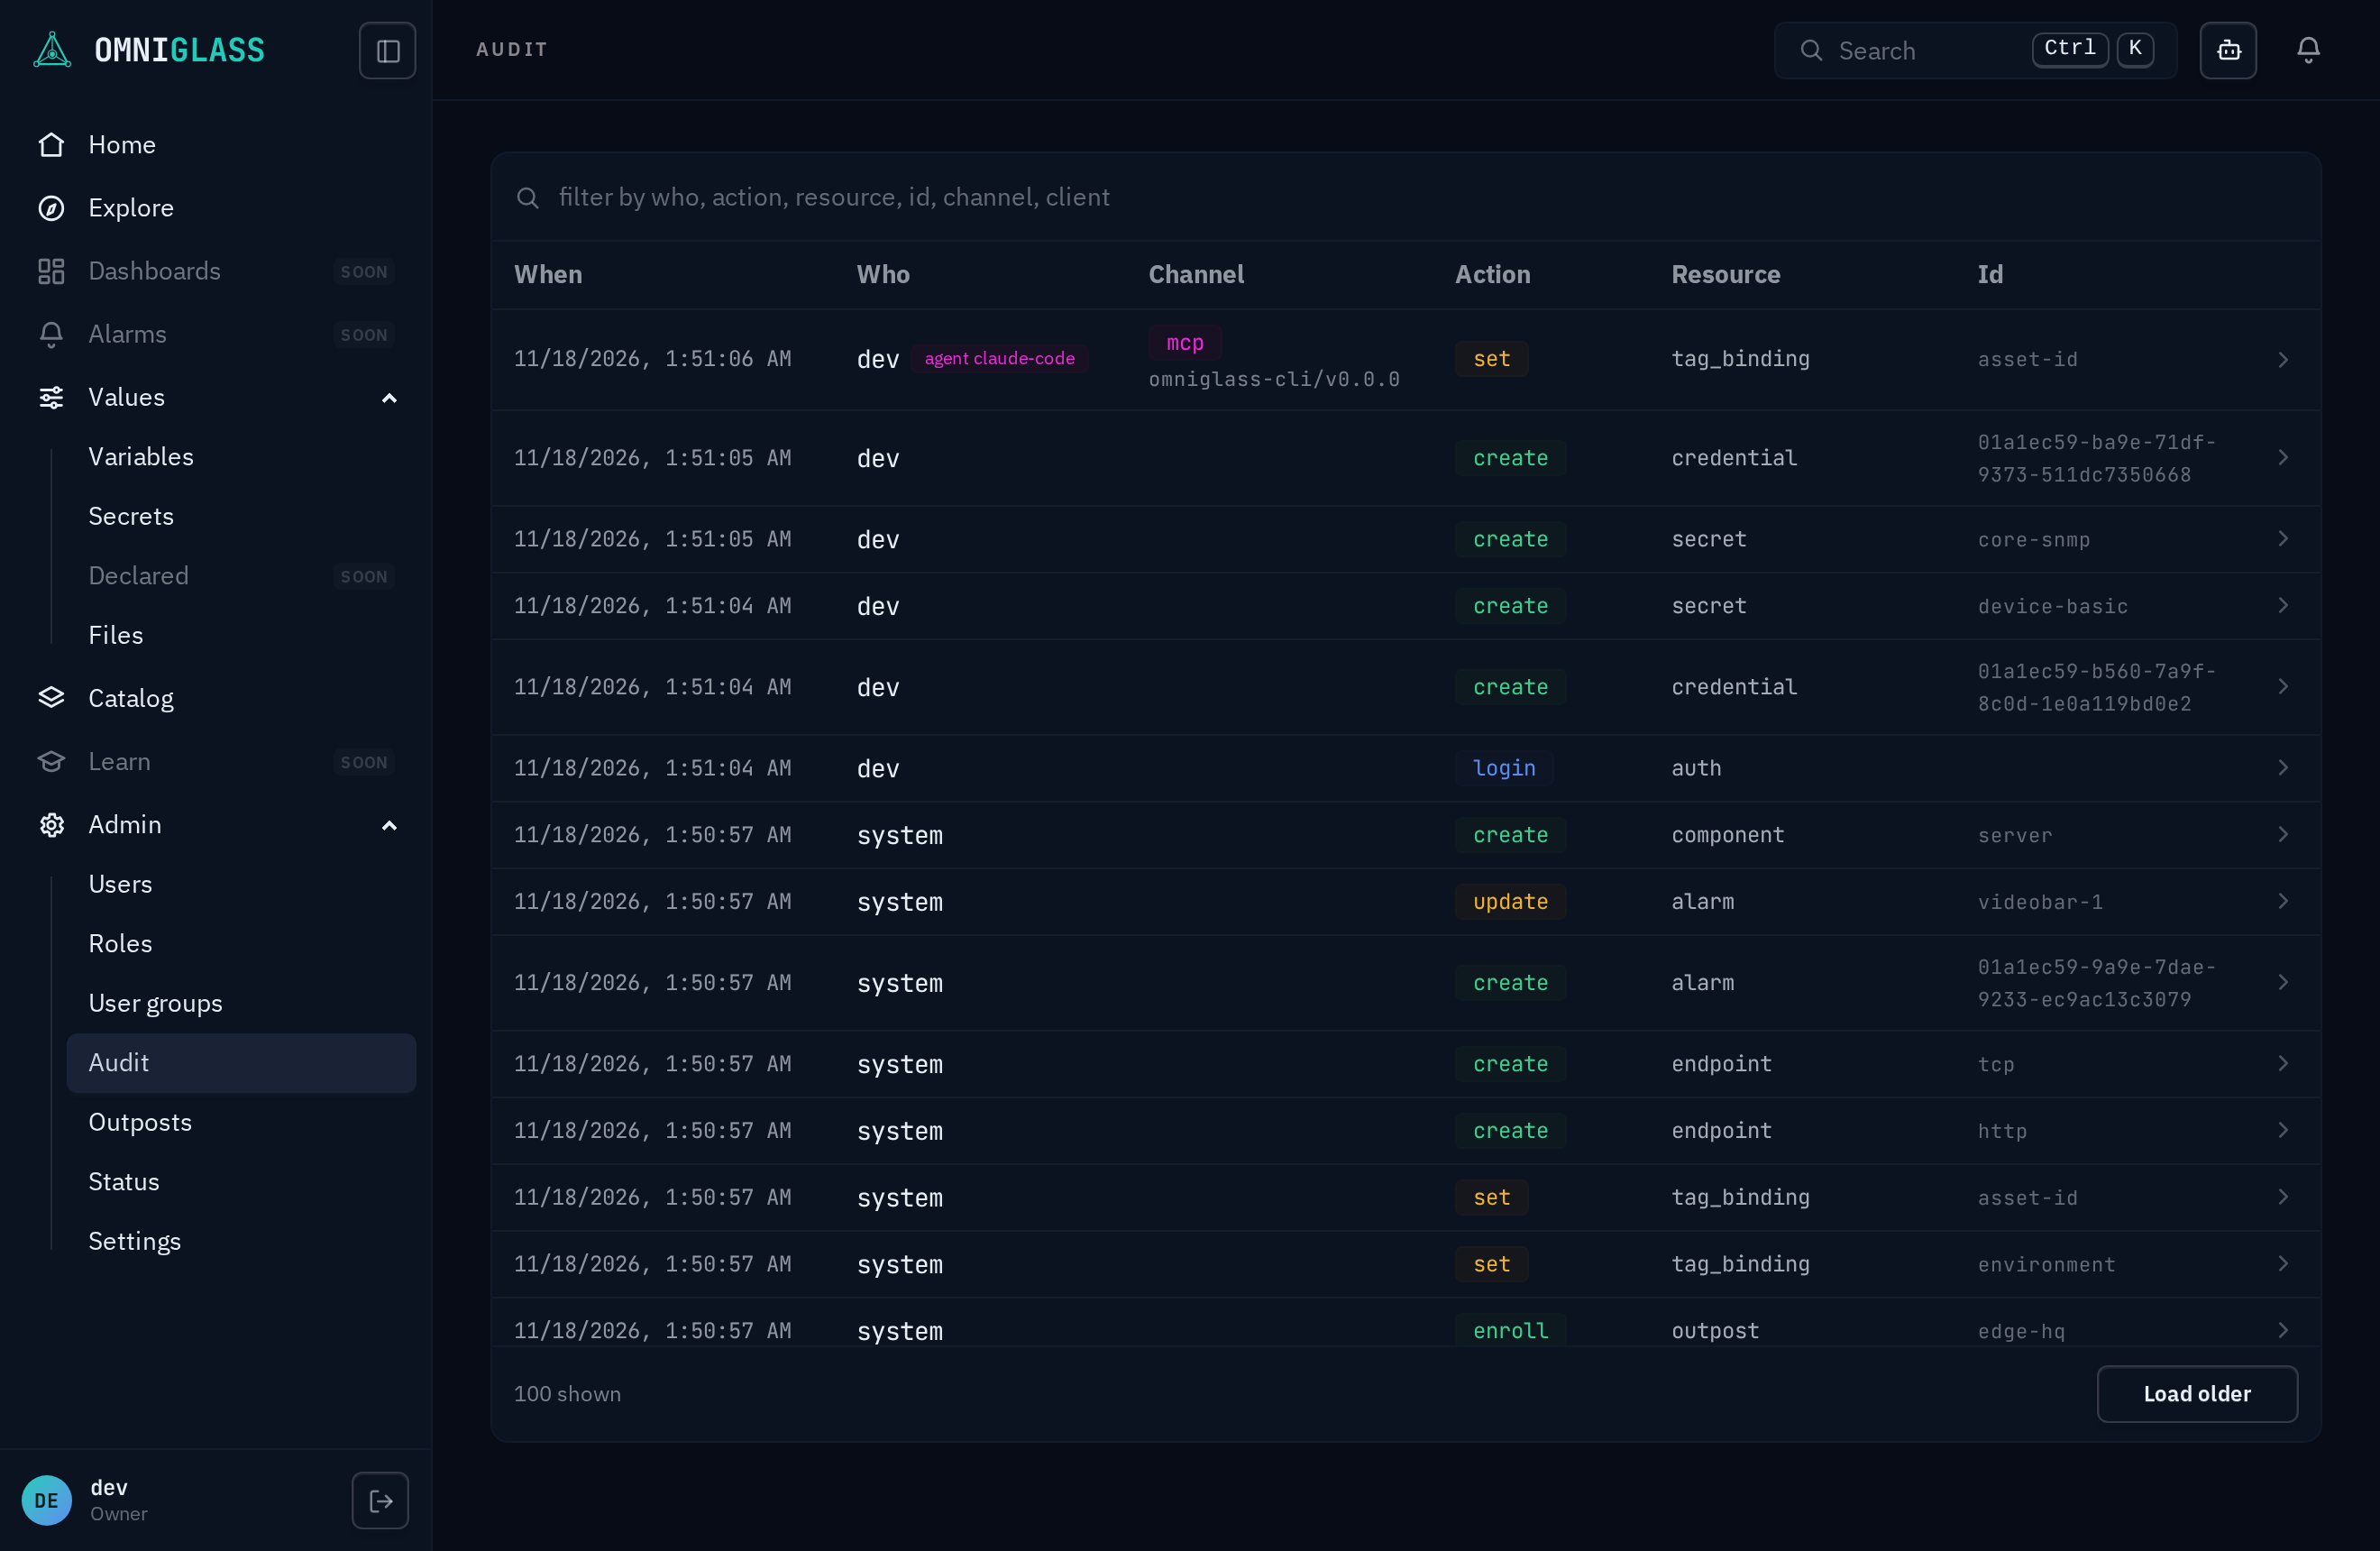 OMNIGLASS
AUDIT
Search Ctrl K
Home
Explore
Dashboards SOON
Alarms SOON
Values
Variables
Secrets
Declared SOON
Files
Catalog
Learn SOON
Admin
Users
Roles
User groups
Audit
Outposts
Status
Settings
DE dev
Owner
filter by who, action, resource, id, channel, client
When Who Channel Action Resource Id
11/18/2026, 1:51:06 AM dev agent claude-code mcp set tag_binding asset-id
omniglass-cli/v0.0.0
11/18/2026, 1:51:05 AM dev create credential 01a1ec59-ba9e-71df-
9373-511dc7350668
11/18/2026, 1:51:05 AM dev create secret core-snmp
11/18/2026, 1:51:04 AM dev create secret device-basic
11/18/2026, 1:51:04 AM dev create credential 01a1ec59-b560-7a9f-
8c0d-1e0a119bd0e2
11/18/2026, 1:51:04 AM dev login auth
11/18/2026, 1:50:57 AM system create component server
11/18/2026, 1:50:57 AM system update alarm videobar-1
11/18/2026, 1:50:57 AM system create alarm 01a1ec59-9a9e-7dae-
9233-ec9ac13c3079
11/18/2026, 1:50:57 AM system create endpoint tcp
11/18/2026, 1:50:57 AM system create endpoint http
11/18/2026, 1:50:57 AM system set tag_binding asset-id
11/18/2026, 1:50:57 AM system set tag_binding environment
11/18/2026, 1:50:57 AM system enroll outpost edge-hq
100 shown Load older